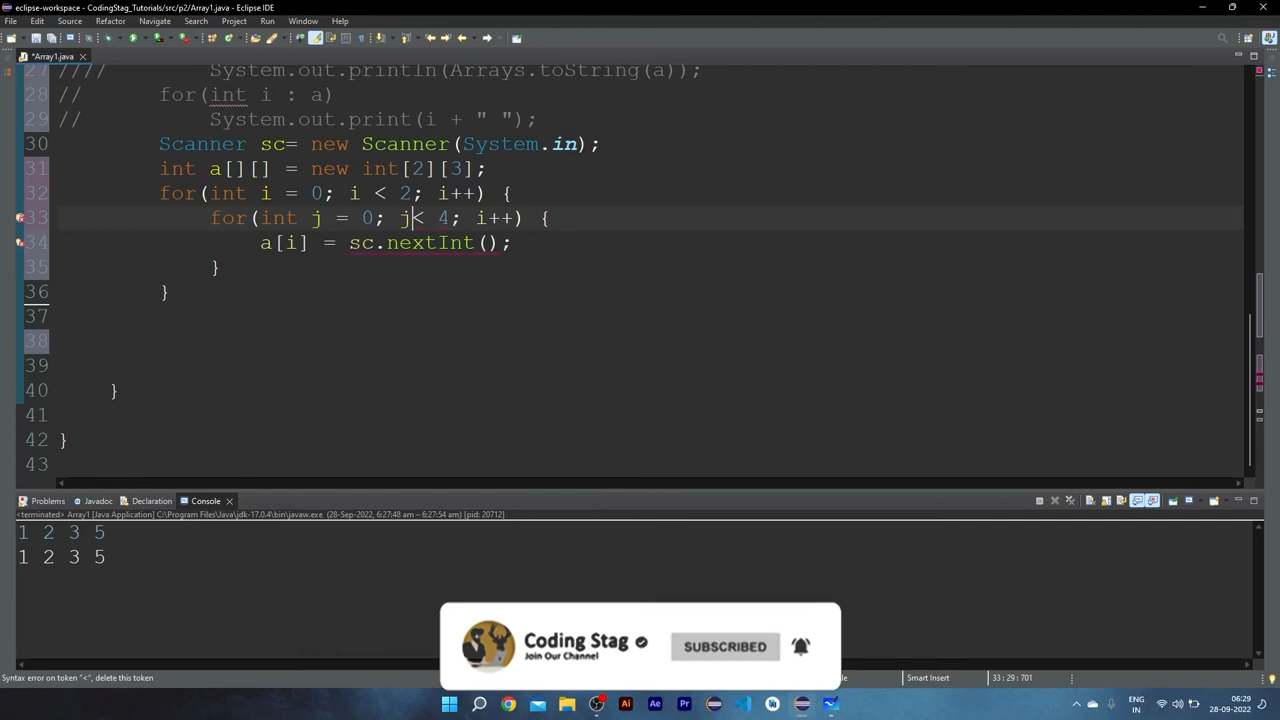 eclipse-workspace - CodingStag_Tutorials/src/p2/Array1.java - Eclipse IDE
File Edit Source Refactor Navigate Search Project Run Window Help
*Array1.java
27 //// System.out.println(Arrays.toString(a));
28 // for(int i : a)
29 // System.out.print(i + " ");
30 Scanner sc= new Scanner(System.in);
31 int a[][] = new int[2][3];
32 for(int i = 0; i < 2; i++) {
33 for(int j = 0; j< 4; i++) {
34 a[i] = sc.nextInt();
35 }
36 }
37
38
39
40 }
41
42 }
43
Problems Javadoc Declaration Console
<terminated> Array1 [Java Application] C:\Program Files\Java\jdk-17.0.4\bin\javaw.exe (28-Sep-2022, 6:27:48 am – 6:27:54 am) [pid: 20712]
1 2 3 5
1 2 3 5
Coding Stag
Join Our Channel
SUBSCRIBED
Syntax error on token "<", delete this token
Smart Insert
33 : 29 : 701
Ai Ae Pr
ENG
IN
06:29
28-09-2022